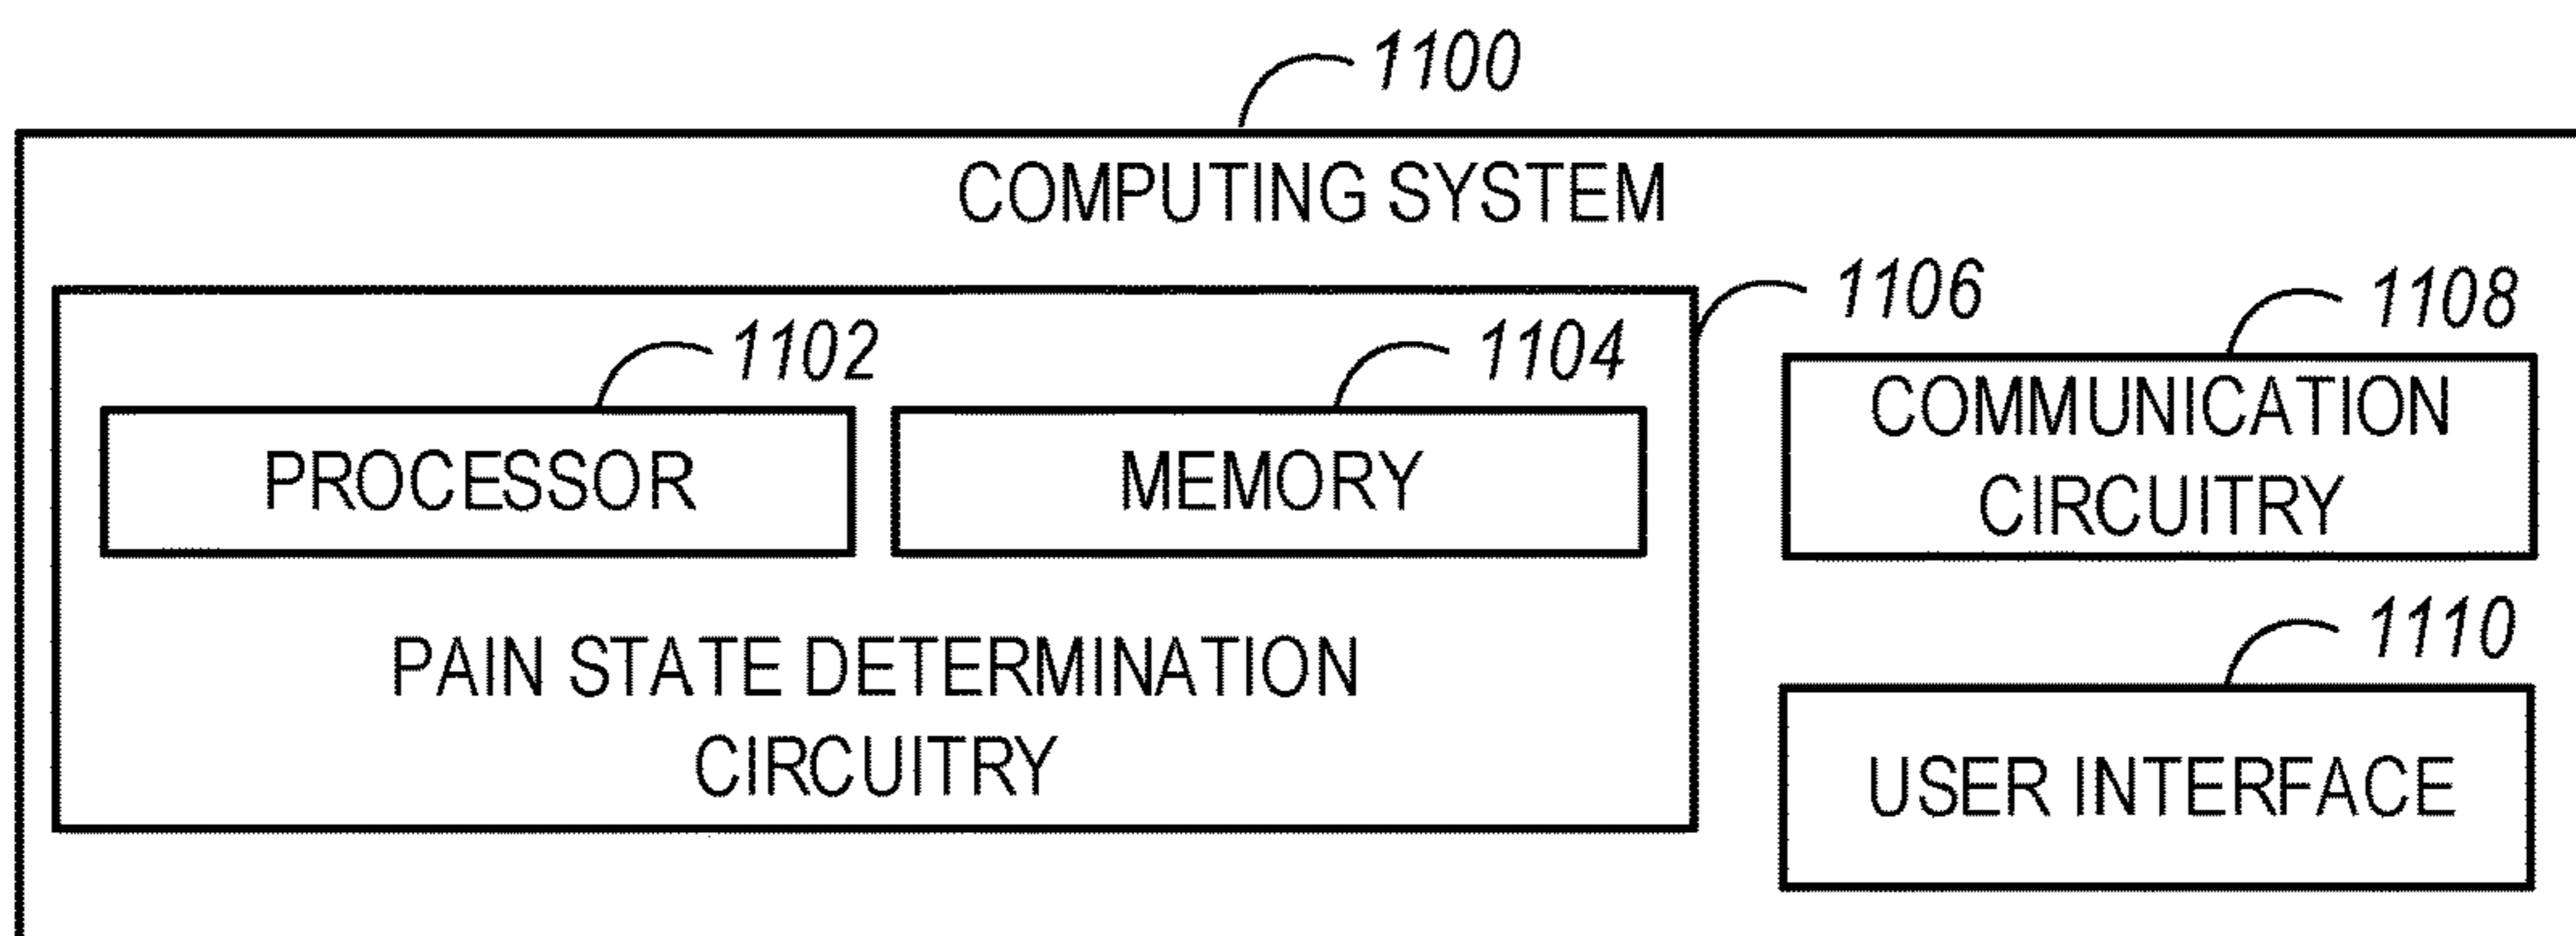 1100
COMPUTING SYSTEM
1106
1108
1102
1104
COMMUNICATION
CIRCUITRY
PROCESSOR
MEMORY
1110
PAIN STATE DETERMINATION
CIRCUITRY
USER INTERFACE